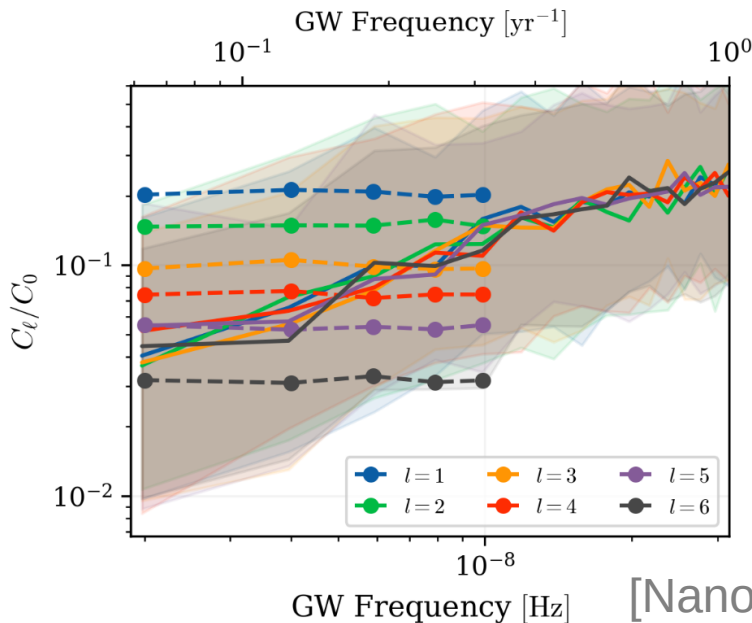 GW Frequency [yr⁻¹]
10⁻¹ 10⁰
C_ℓ/C₀
10⁻¹
10⁻²
l = 1 l = 3 l = 5
l = 2 l = 4 l = 6
10⁻⁸
GW Frequency [Hz] [Nano